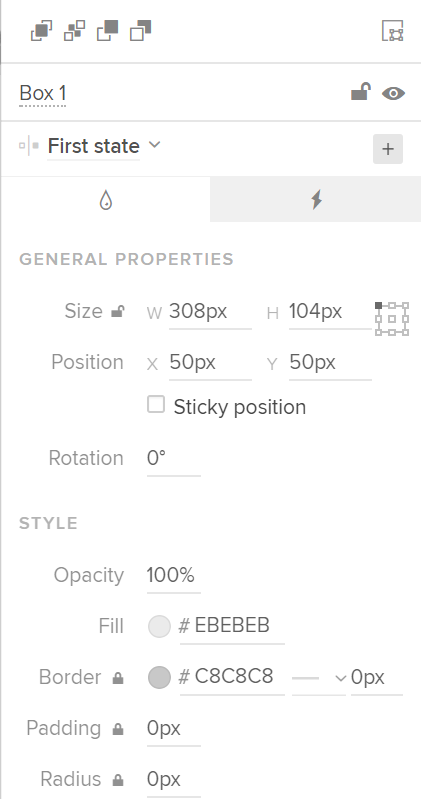 Box 1
First state
+
GENERAL PROPERTIES
Size W 308px H 104px
Position X 50px Y 50px
Sticky position
Rotation 0°
STYLE
Opacity 100%
Fill # EBEBEB
Border # C8C8C8 0px
Padding 0px
Radius 0px